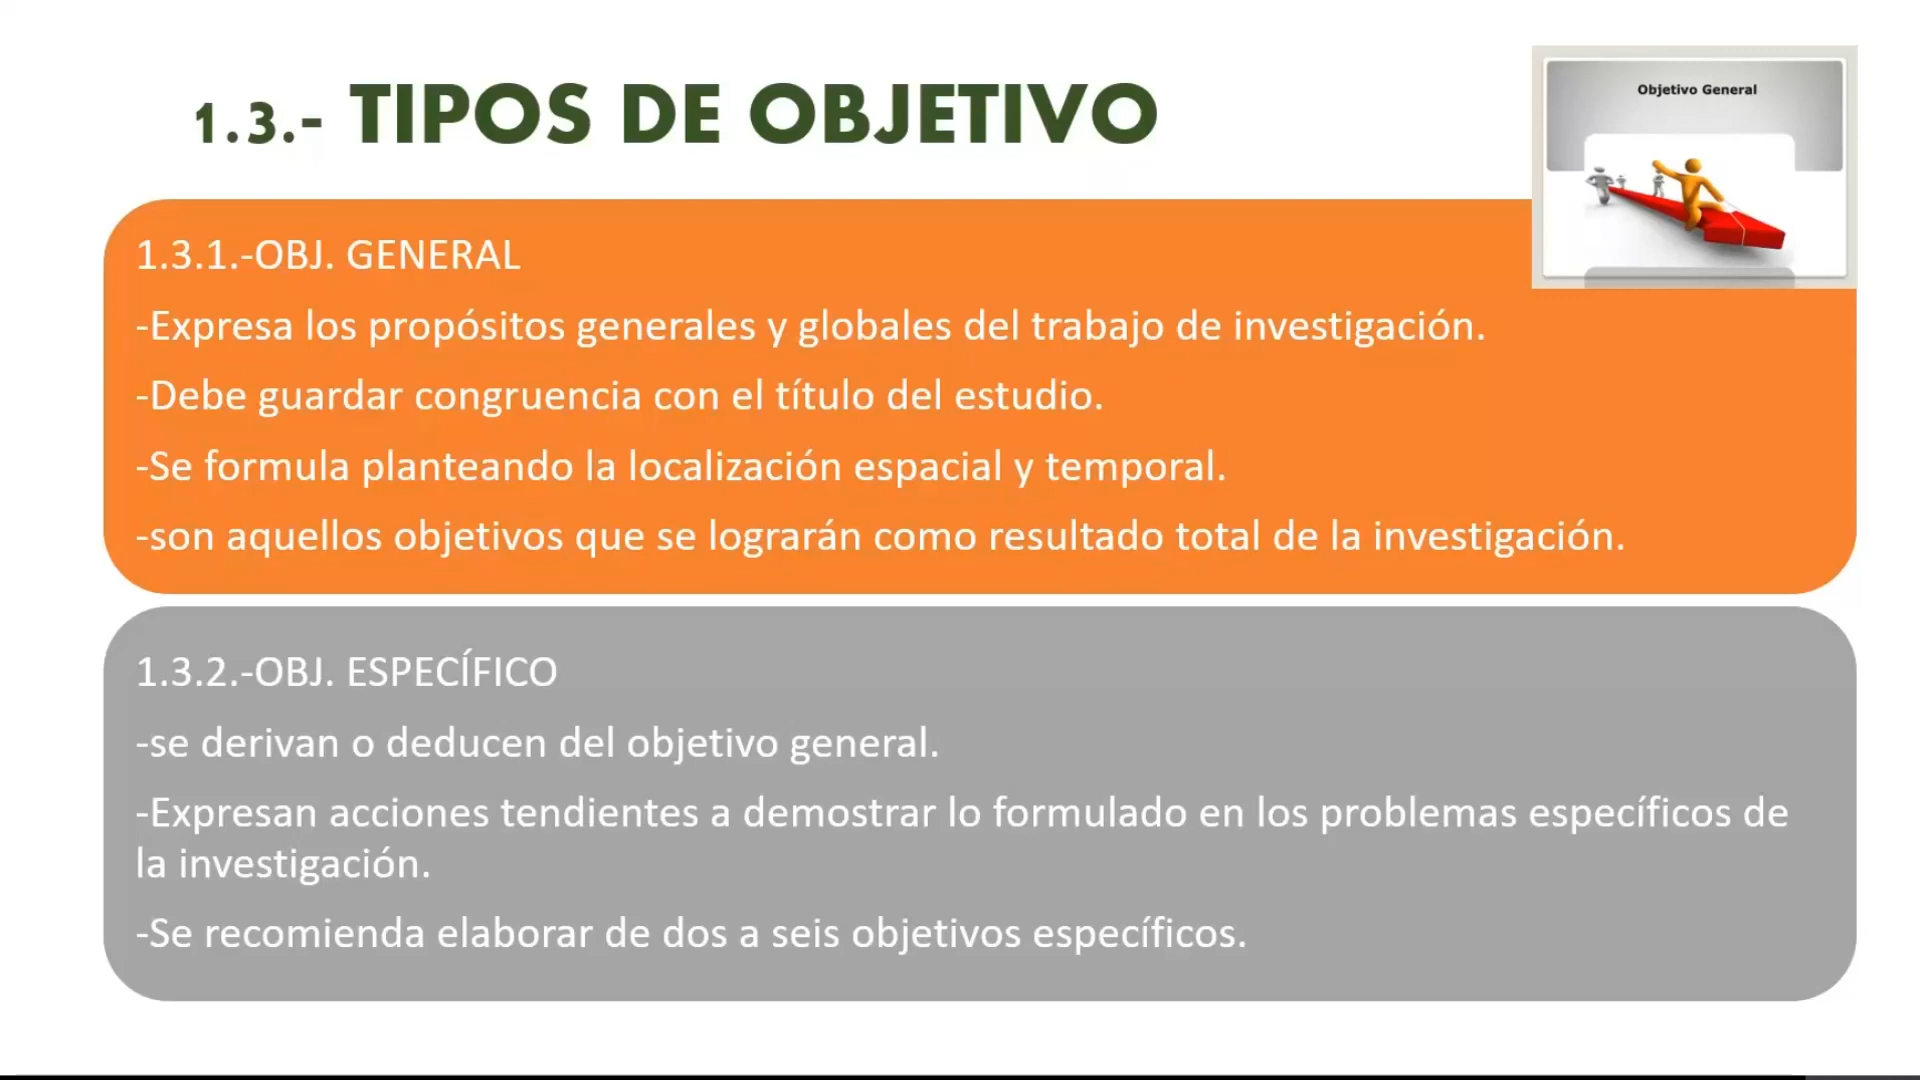 1.3.- TIPOS DE OBJETIVO
Objetivo General
1.3.1.-OBJ. GENERAL
-Expresa los propósitos generales y globales del trabajo de investigación.
-Debe guardar congruencia con el título del estudio.
-Se formula planteando la localización espacial y temporal.
-son aquellos objetivos que se lograrán como resultado total de la investigación.
1.3.2.-OBJ. ESPECÍFICO
-se derivan o deducen del objetivo general.
-Expresan acciones tendientes a demostrar lo formulado en los problemas específicos de
la investigación.
-Se recomienda elaborar de dos a seis objetivos específicos.